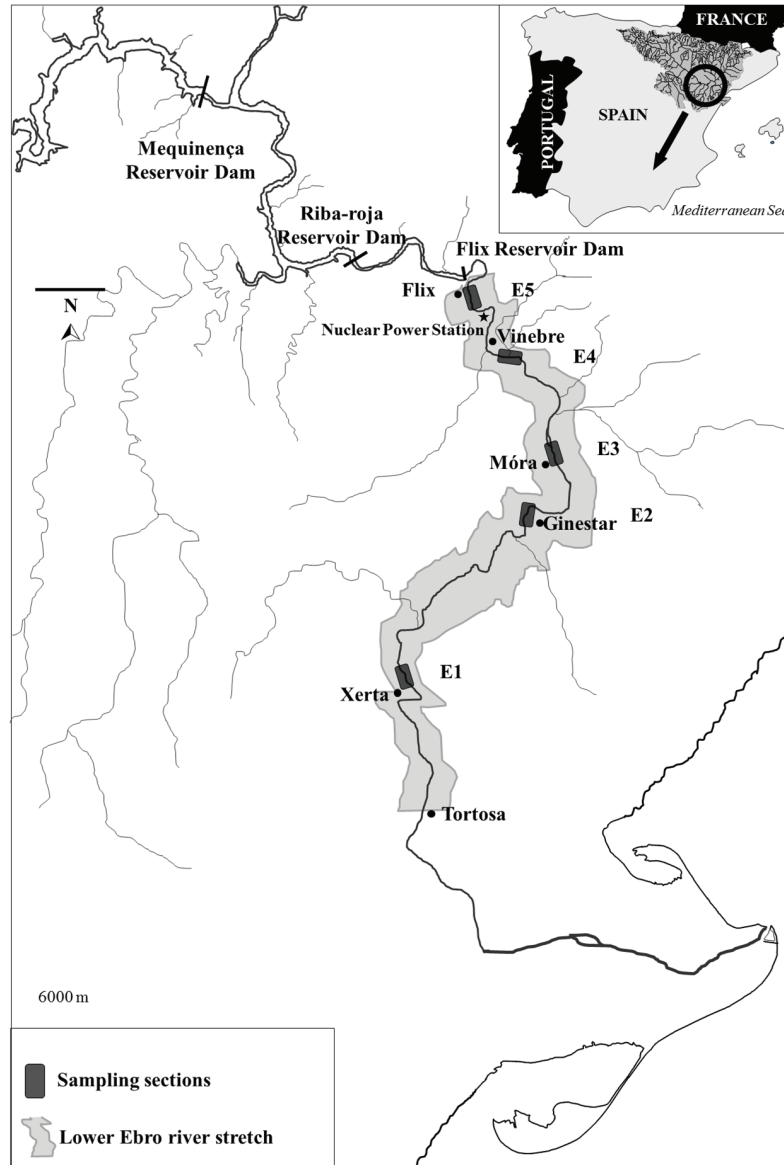 FRANCE
PORTUGAL
SPAIN
Mediterranean Sea
Mequinença
Reservoir Dam
Riba-roja
Reservoir Dam
Flix Reservoir Dam
N
Flix
E5
Nuclear Power Station
Vinebre
E4
E3
Móra
E2
Ginestar
E1
Xerta
Tortosa
6000 m
Sampling sections
Lower Ebro river stretch